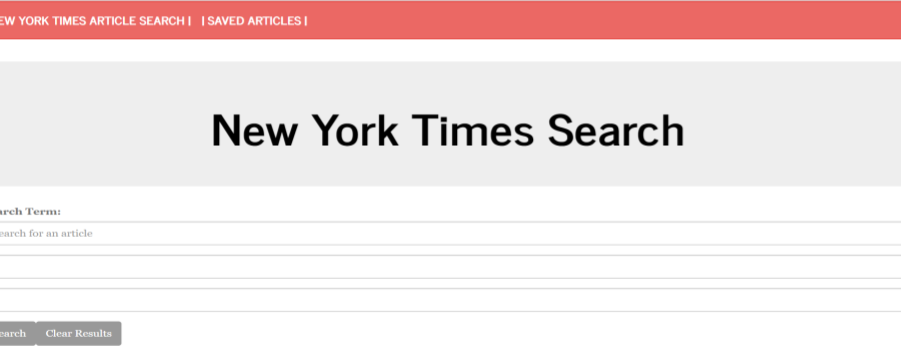 EW YORK TIMES ARTICLE SEARCH | | SAVED ARTICLES |
New York Times Search
arch Term:
earch for an article
earch Clear Results